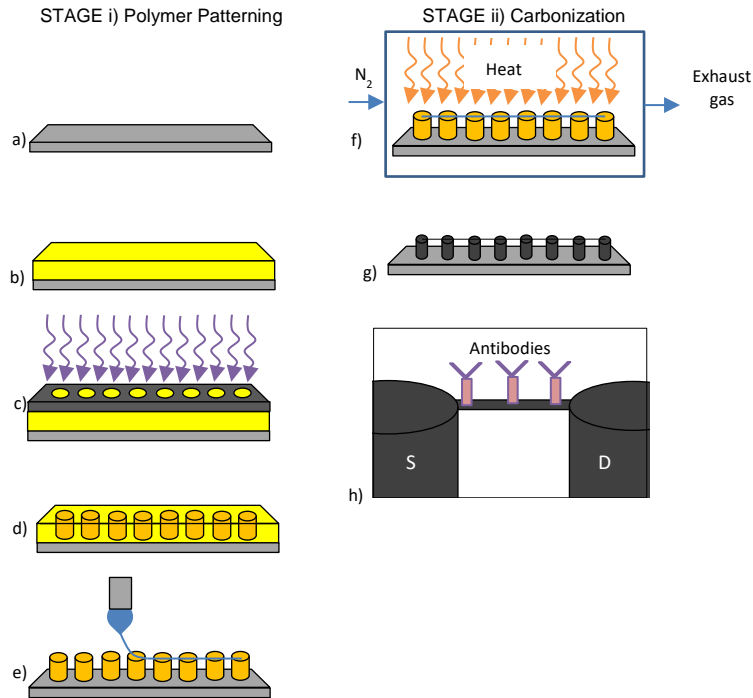 STAGE i) Polymer Patterning
a)
b)
c)
d)
e)
STAGE ii) Carbonization
N2
Heat
Exhaust
gas
f)
g)
Antibodies
S
D
h)